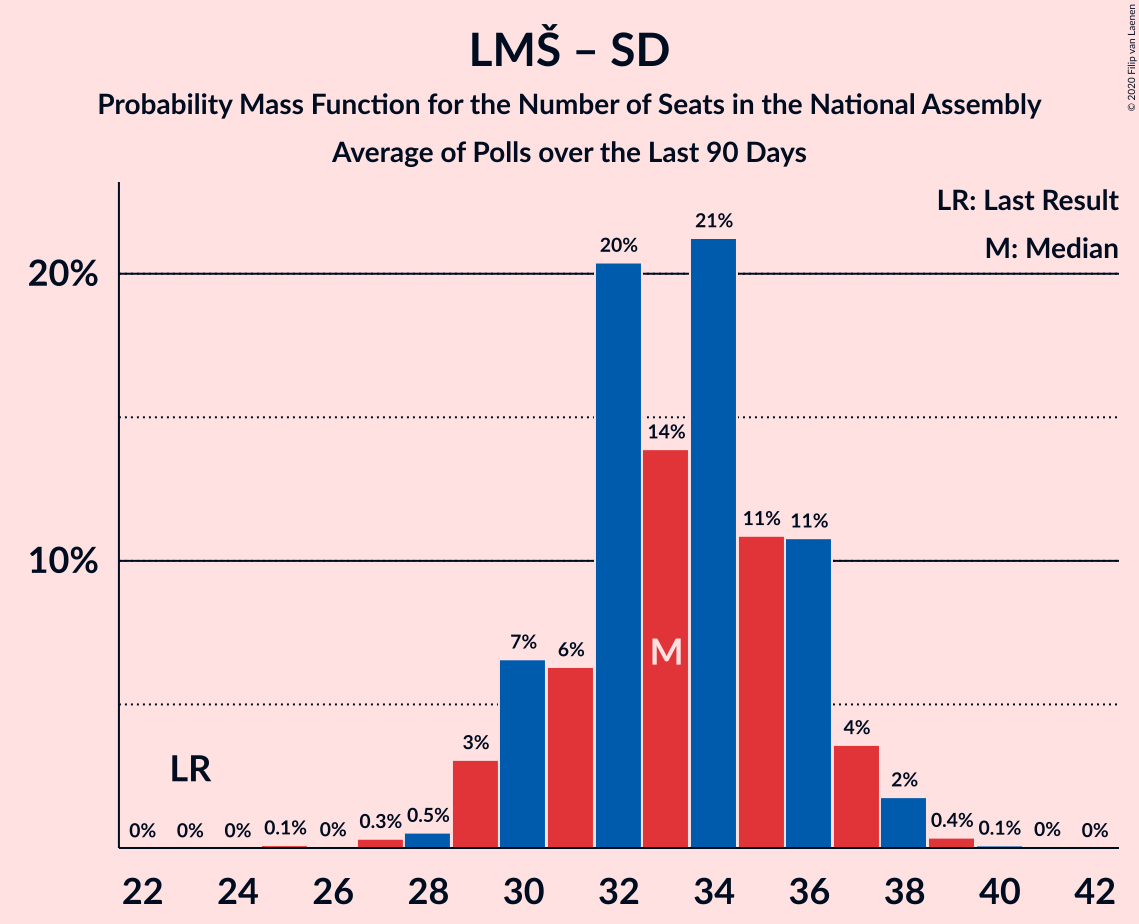 LMŠ – SD
Probability Mass Function for the Number of Seats in the National Assembly
Average of Polls over the Last 90 Days
© 2020 Filip van Laenen
LR: Last Result
M: Median
20%
10%
0% 0% 0% 0.1% 0% 0.3% 0.5% 3% 7% 6% 20% 14% 21% 11% 11% 4% 2% 0.4% 0.1% 0% 0%
LR
M
22 24 26 28 30 32 34 36 38 40 42